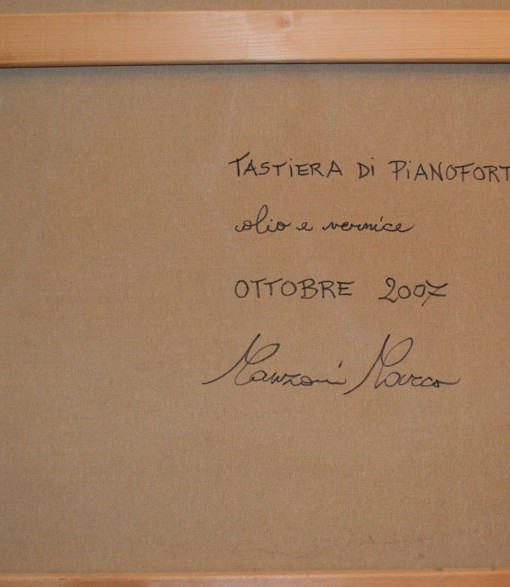 TASTiERA Di PiANOFORT
olio e vernice
OTTOBRE 2007
Manzoni Marco